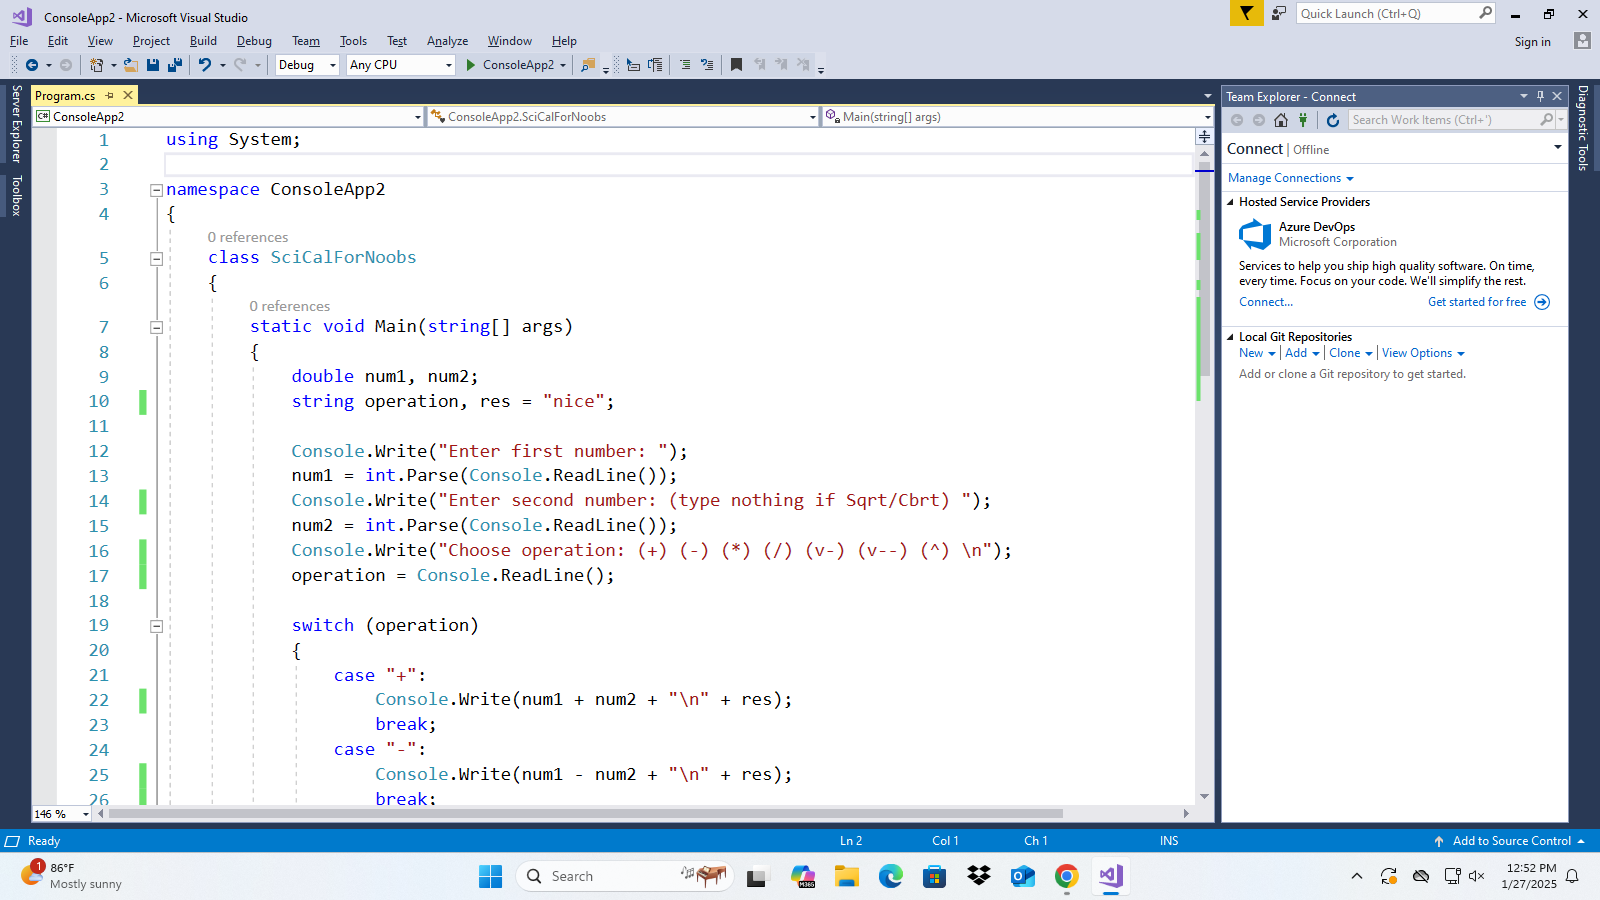 ConsoleApp2 - Microsoft Visual Studio
Quick Launch (Ctrl+Q)
File Edit View Project Build Debug Team Tools Test Analyze Window Help
Sign in
Debug Any CPU ConsoleApp2
Server Explorer
Toolbox
Program.cs
C# ConsoleApp2
ConsoleApp2.SciCalForNoobs
Main(string[] args)
1 using System;
2
3 namespace ConsoleApp2
4 {
0 references
5 class SciCalForNoobs
6 {
0 references
7 static void Main(string[] args)
8 {
9 double num1, num2;
10 string operation, res = "nice";
11
12 Console.Write("Enter first number: ");
13 num1 = int.Parse(Console.ReadLine());
14 Console.Write("Enter second number: (type nothing if Sqrt/Cbrt) ");
15 num2 = int.Parse(Console.ReadLine());
16 Console.Write("Choose operation: (+) (-) (*) (/) (v-) (v--) (^) \n");
17 operation = Console.ReadLine();
18
19 switch (operation)
20 {
21 case "+":
22 Console.Write(num1 + num2 + "\n" + res);
23 break;
24 case "-":
25 Console.Write(num1 - num2 + "\n" + res);
26 break;
146 %
Team Explorer - Connect
Search Work Items (Ctrl+')
Connect | Offline
Manage Connections
Hosted Service Providers
Azure DevOps
Microsoft Corporation
Services to help you ship high quality software. On time,
every time. Focus on your code. We'll simplify the rest.
Connect... Get started for free
Local Git Repositories
New Add Clone View Options
Add or clone a Git repository to get started.
Diagnostic Tools
Ready Ln 2 Col 1 Ch 1 INS Add to Source Control
1
86°F
Mostly sunny
Search
M365
12:52 PM
1/27/2025